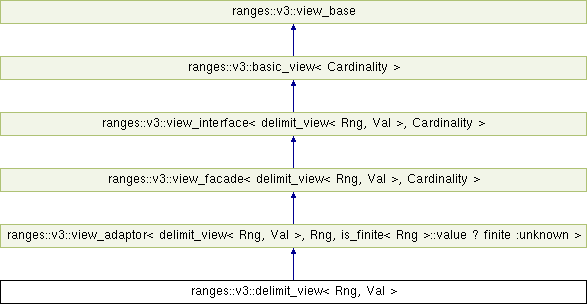 ranges::v3::view_base
ranges::v3::basic_view< Cardinality >
ranges::v3::view_interface< delimit_view< Rng, Val >, Cardinality >
ranges::v3::view_facade< delimit_view< Rng, Val >, Cardinality >
ranges::v3::view_adaptor< delimit_view< Rng, Val >, Rng, is_finite< Rng >::value ? finite :unknown >
ranges::v3::delimit_view< Rng, Val >